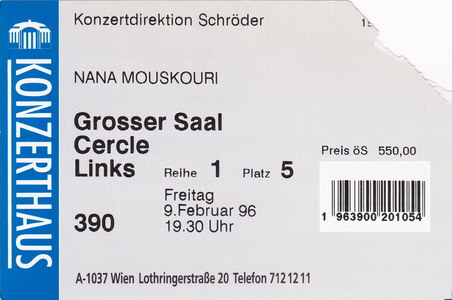 KONZERTHAUS
Konzertdirektion Schröder
NANA MOUSKOURI
Grosser Saal
Cercle
Links Reihe 1 Platz 5
Preis öS 550,00
Freitag
390 9.Februar 96
19.30 Uhr
1 963900 201054
A-1037 Wien Lothringerstraße 20 Telefon 712 12 11